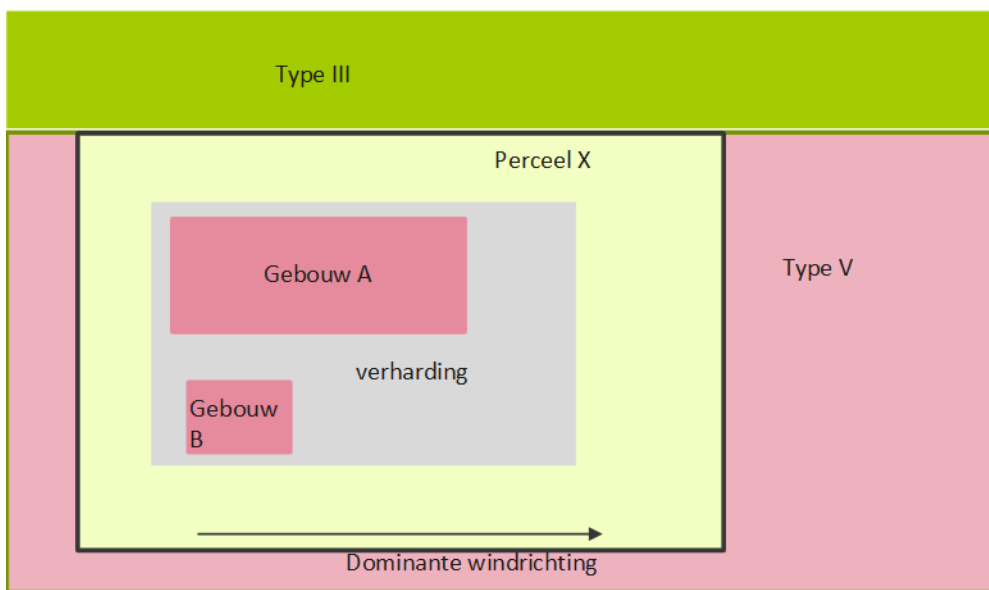 Type III
Perceel X
Type V
Gebouw A
verharding
Gebouw
B
Dominante windrichting